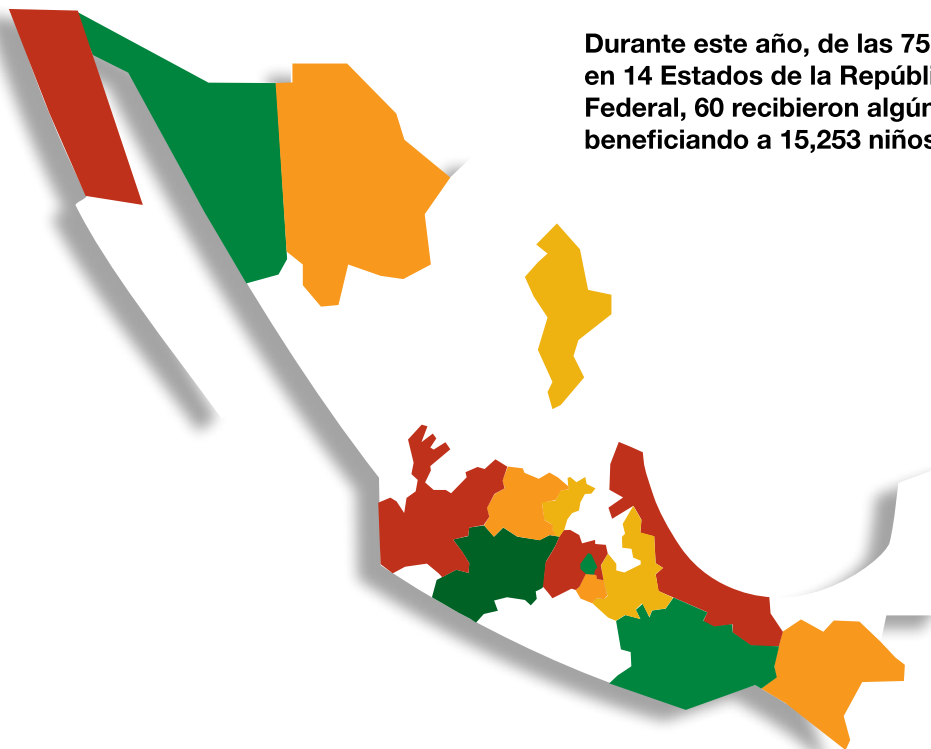 Durante este año, de las 75
en 14 Estados de la
Federal, 60 recibieron algún
beneficiando a 15,253 niños